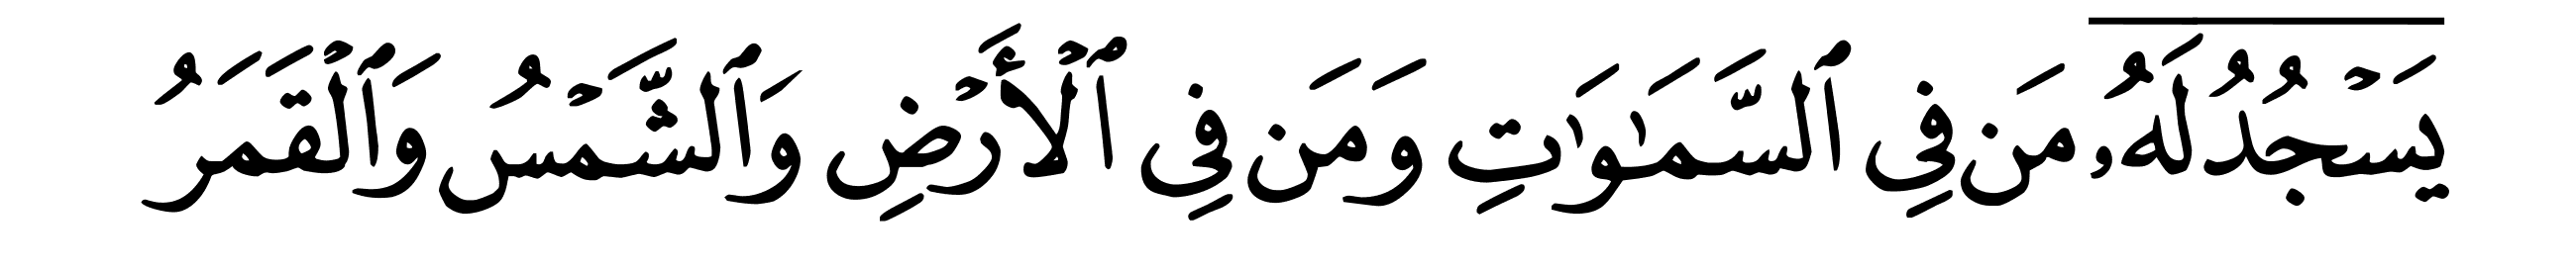 يَسْجُدُ لَهُۥ مَن فِى ٱلسَّمَـٰوَٰتِ وَمَن فِى ٱلْأَرْضِ وَٱلشَّمْسُ وَٱلْقَمَرُ